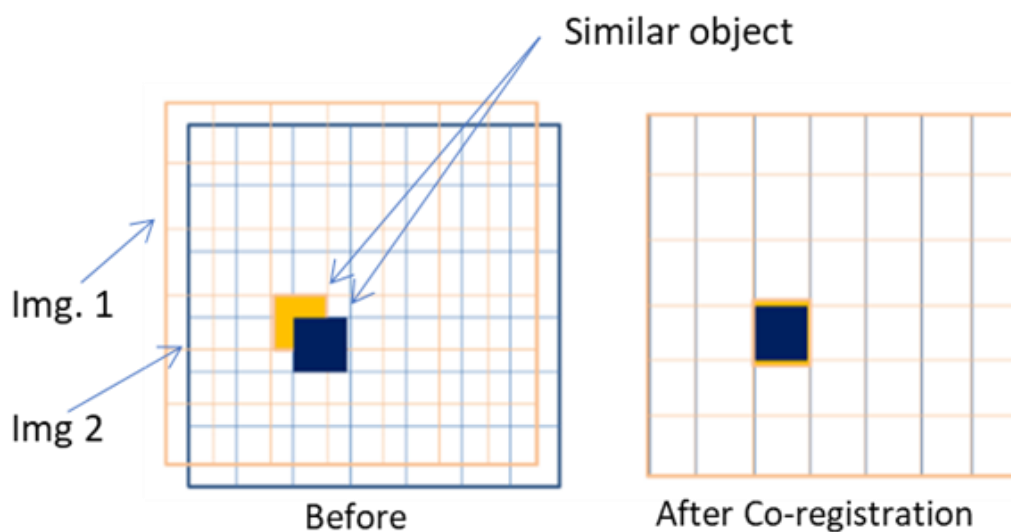 Similar object
Img. 1
Img 2
Before
After Co-registration